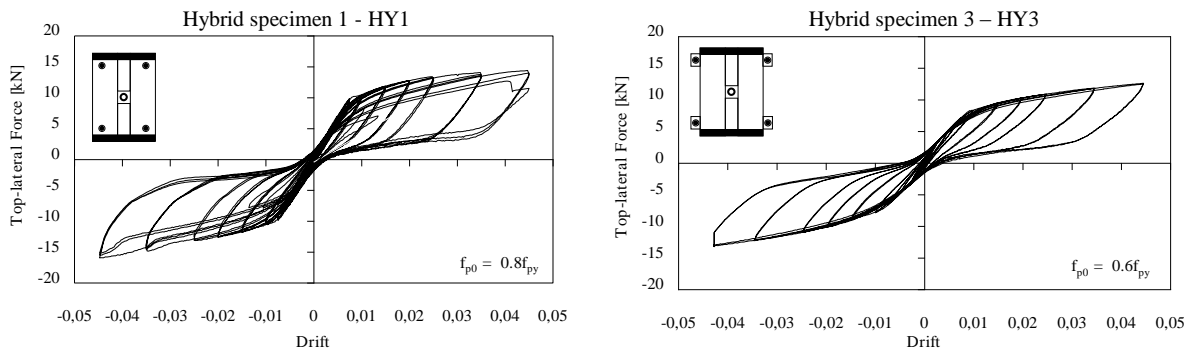 Hybrid specimen 1 - HY1
Top-lateral Force [kN]
20
15
10
5
0
-5
-10
-15
-20
f_p0 = 0.8f_py
-0,05 -0,04 -0,03 -0,02 -0,01 0 0,01 0,02 0,03 0,04 0,05
Drift
Hybrid specimen 3 – HY3
Top-lateral Force [kN]
20
15
10
5
0
-5
-10
-15
-20
f_p0 = 0.6f_py
-0,05 -0,04 -0,03 -0,02 -0,01 0 0,01 0,02 0,03 0,04 0,05
Drift